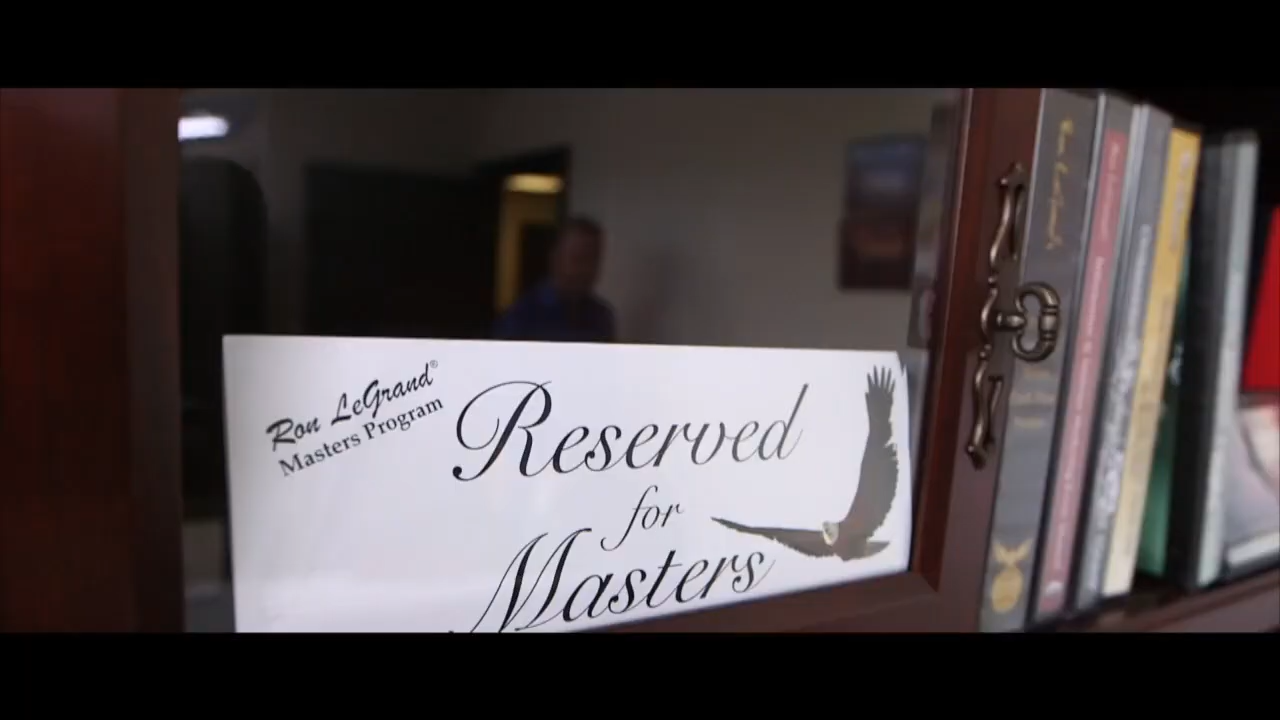 Ron LeGrand©
Masters Program
Reserved
for
Masters